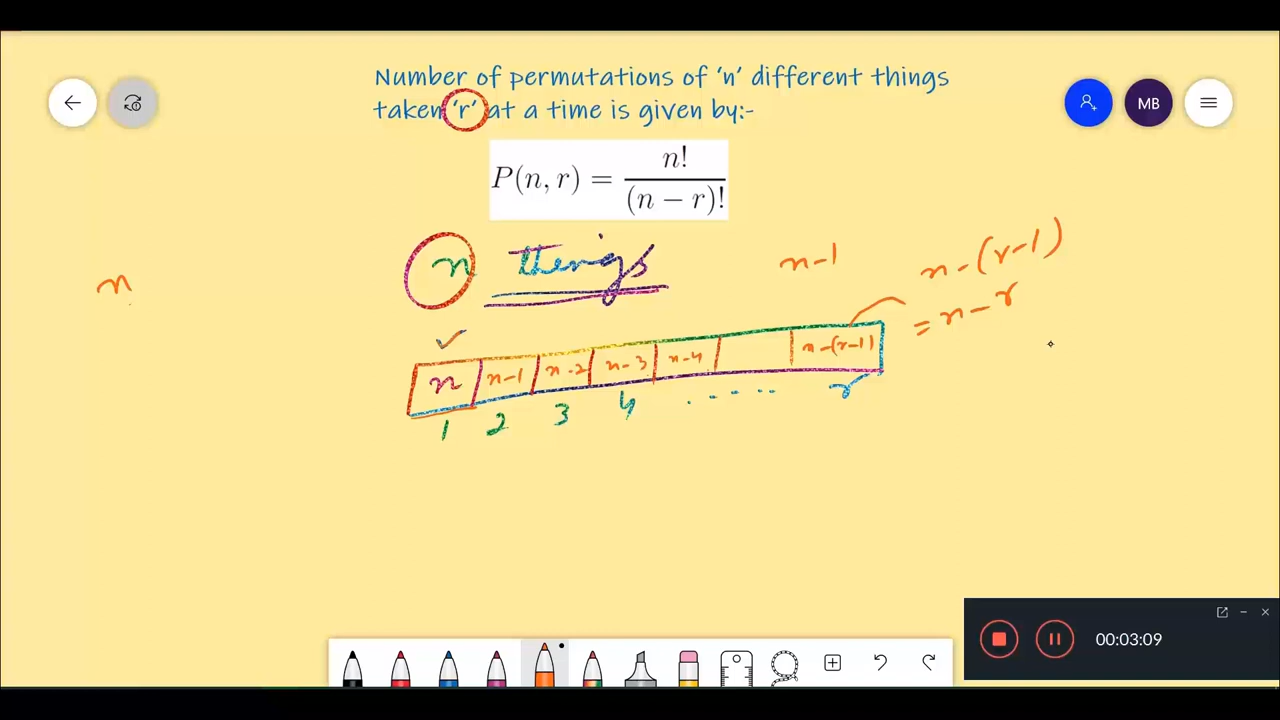 Number of permutations of 'n' different things
taken 'r' at a time is given by:-
MB
P(n, r) = n! / (n − r)!
n things
n-1
n-(r-1)
n
= n-r
n n-1 n-2 n-3 n-4 n-(r-1)
1 2 3 4 ....... r
00:03:09